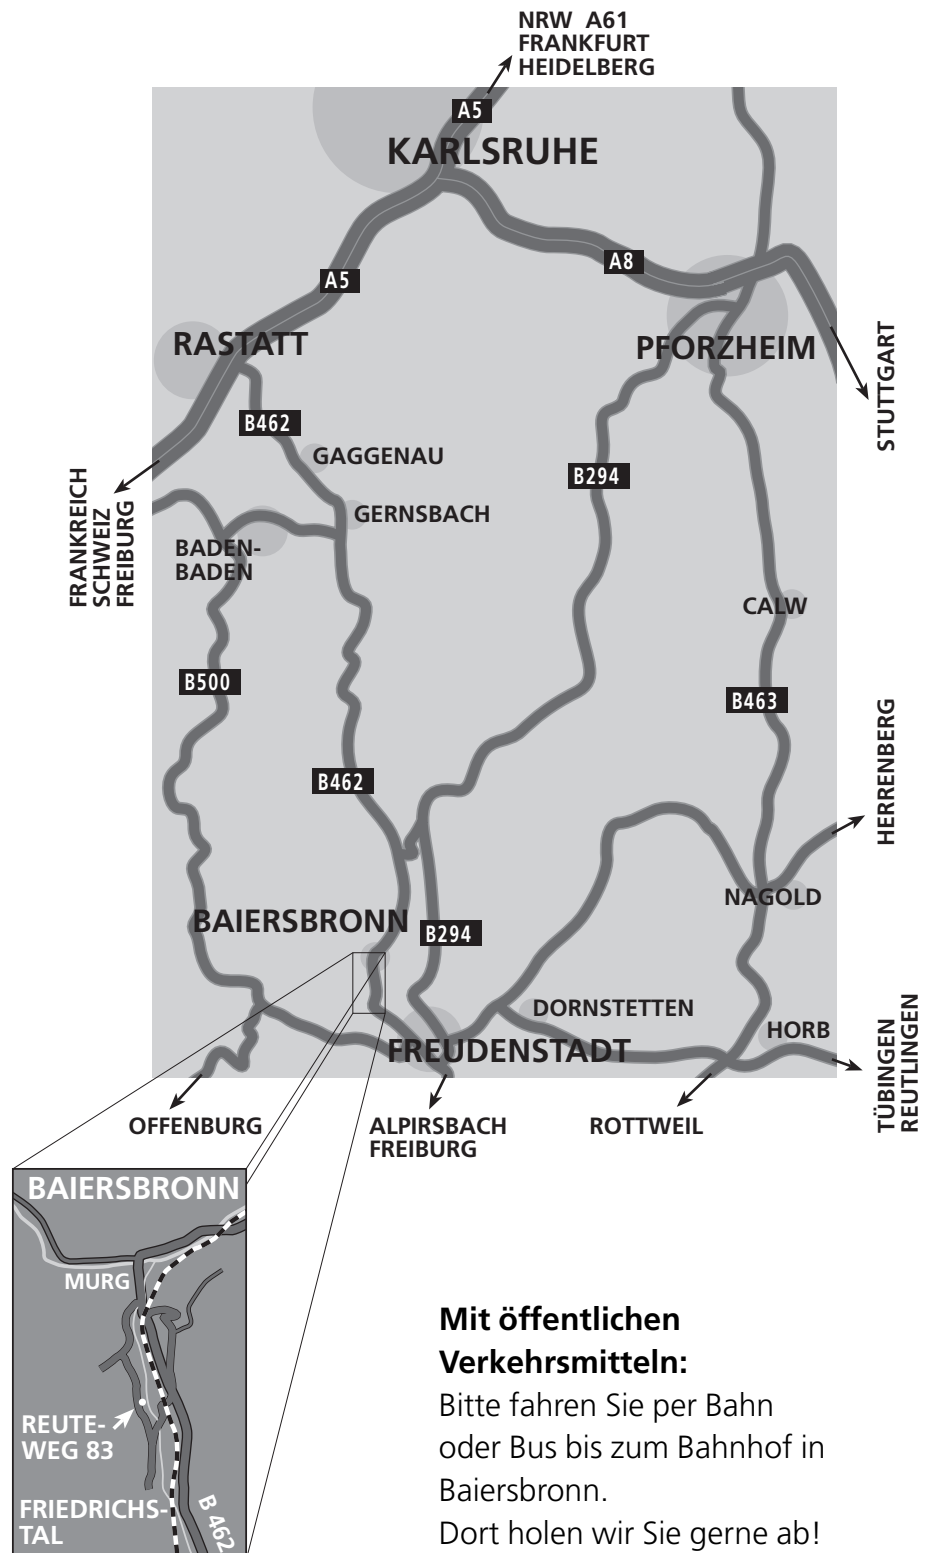 NRW A61
FRANKFURT
HEIDELBERG
A5
KARLSRUHE
A8
A5
RASTATT
PFORZHEIM
STUTTGART
B462
GAGGENAU
B294
FRANKREICH
SCHWEIZ
FREIBURG
GERNSBACH
BADEN-
BADEN
CALW
B500
B463
HERRENBERG
B462
NAGOLD
BAIERSBRONN
B294
DORNSTETTEN
HORB
TÜBINGEN
REUTLINGEN
FREUDENSTADT
OFFENBURG
ALPIRSBACH
FREIBURG
ROTTWEIL
BAIERSBRONN
MURG
REUTE-
WEG 83
FRIEDRICHS-
TAL
B 462
Mit öffentlichen
Verkehrsmitteln:
Bitte fahren Sie per Bahn
oder Bus bis zum Bahnhof in
Baiersbronn.
Dort holen wir Sie gerne ab!